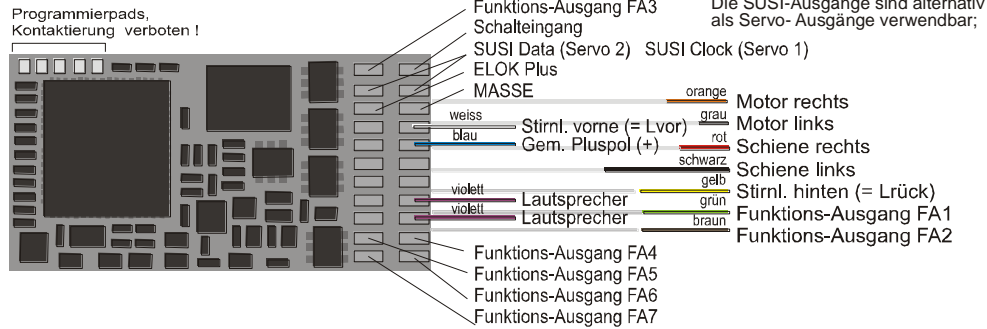 Programmierpads,
Kontaktierung verboten !
Funktions-Ausgang FA3
Schalteingang
SUSI Data (Servo 2) SUSI Clock (Servo 1)
ELOK Plus
MASSE
Die SUSI-Ausgänge sind alternativ
als Servo- Ausgänge verwendbar;
orange Motor rechts
grau Motor links
weiss Stirnl. vorne (= Lvor)
blau Gem. Pluspol (+)
rot Schiene rechts
schwarz Schiene links
gelb Stirnl. hinten (= Lrück)
violett Lautsprecher
grün Funktions-Ausgang FA1
violett Lautsprecher
braun Funktions-Ausgang FA2
Funktions-Ausgang FA4
Funktions-Ausgang FA5
Funktions-Ausgang FA6
Funktions-Ausgang FA7